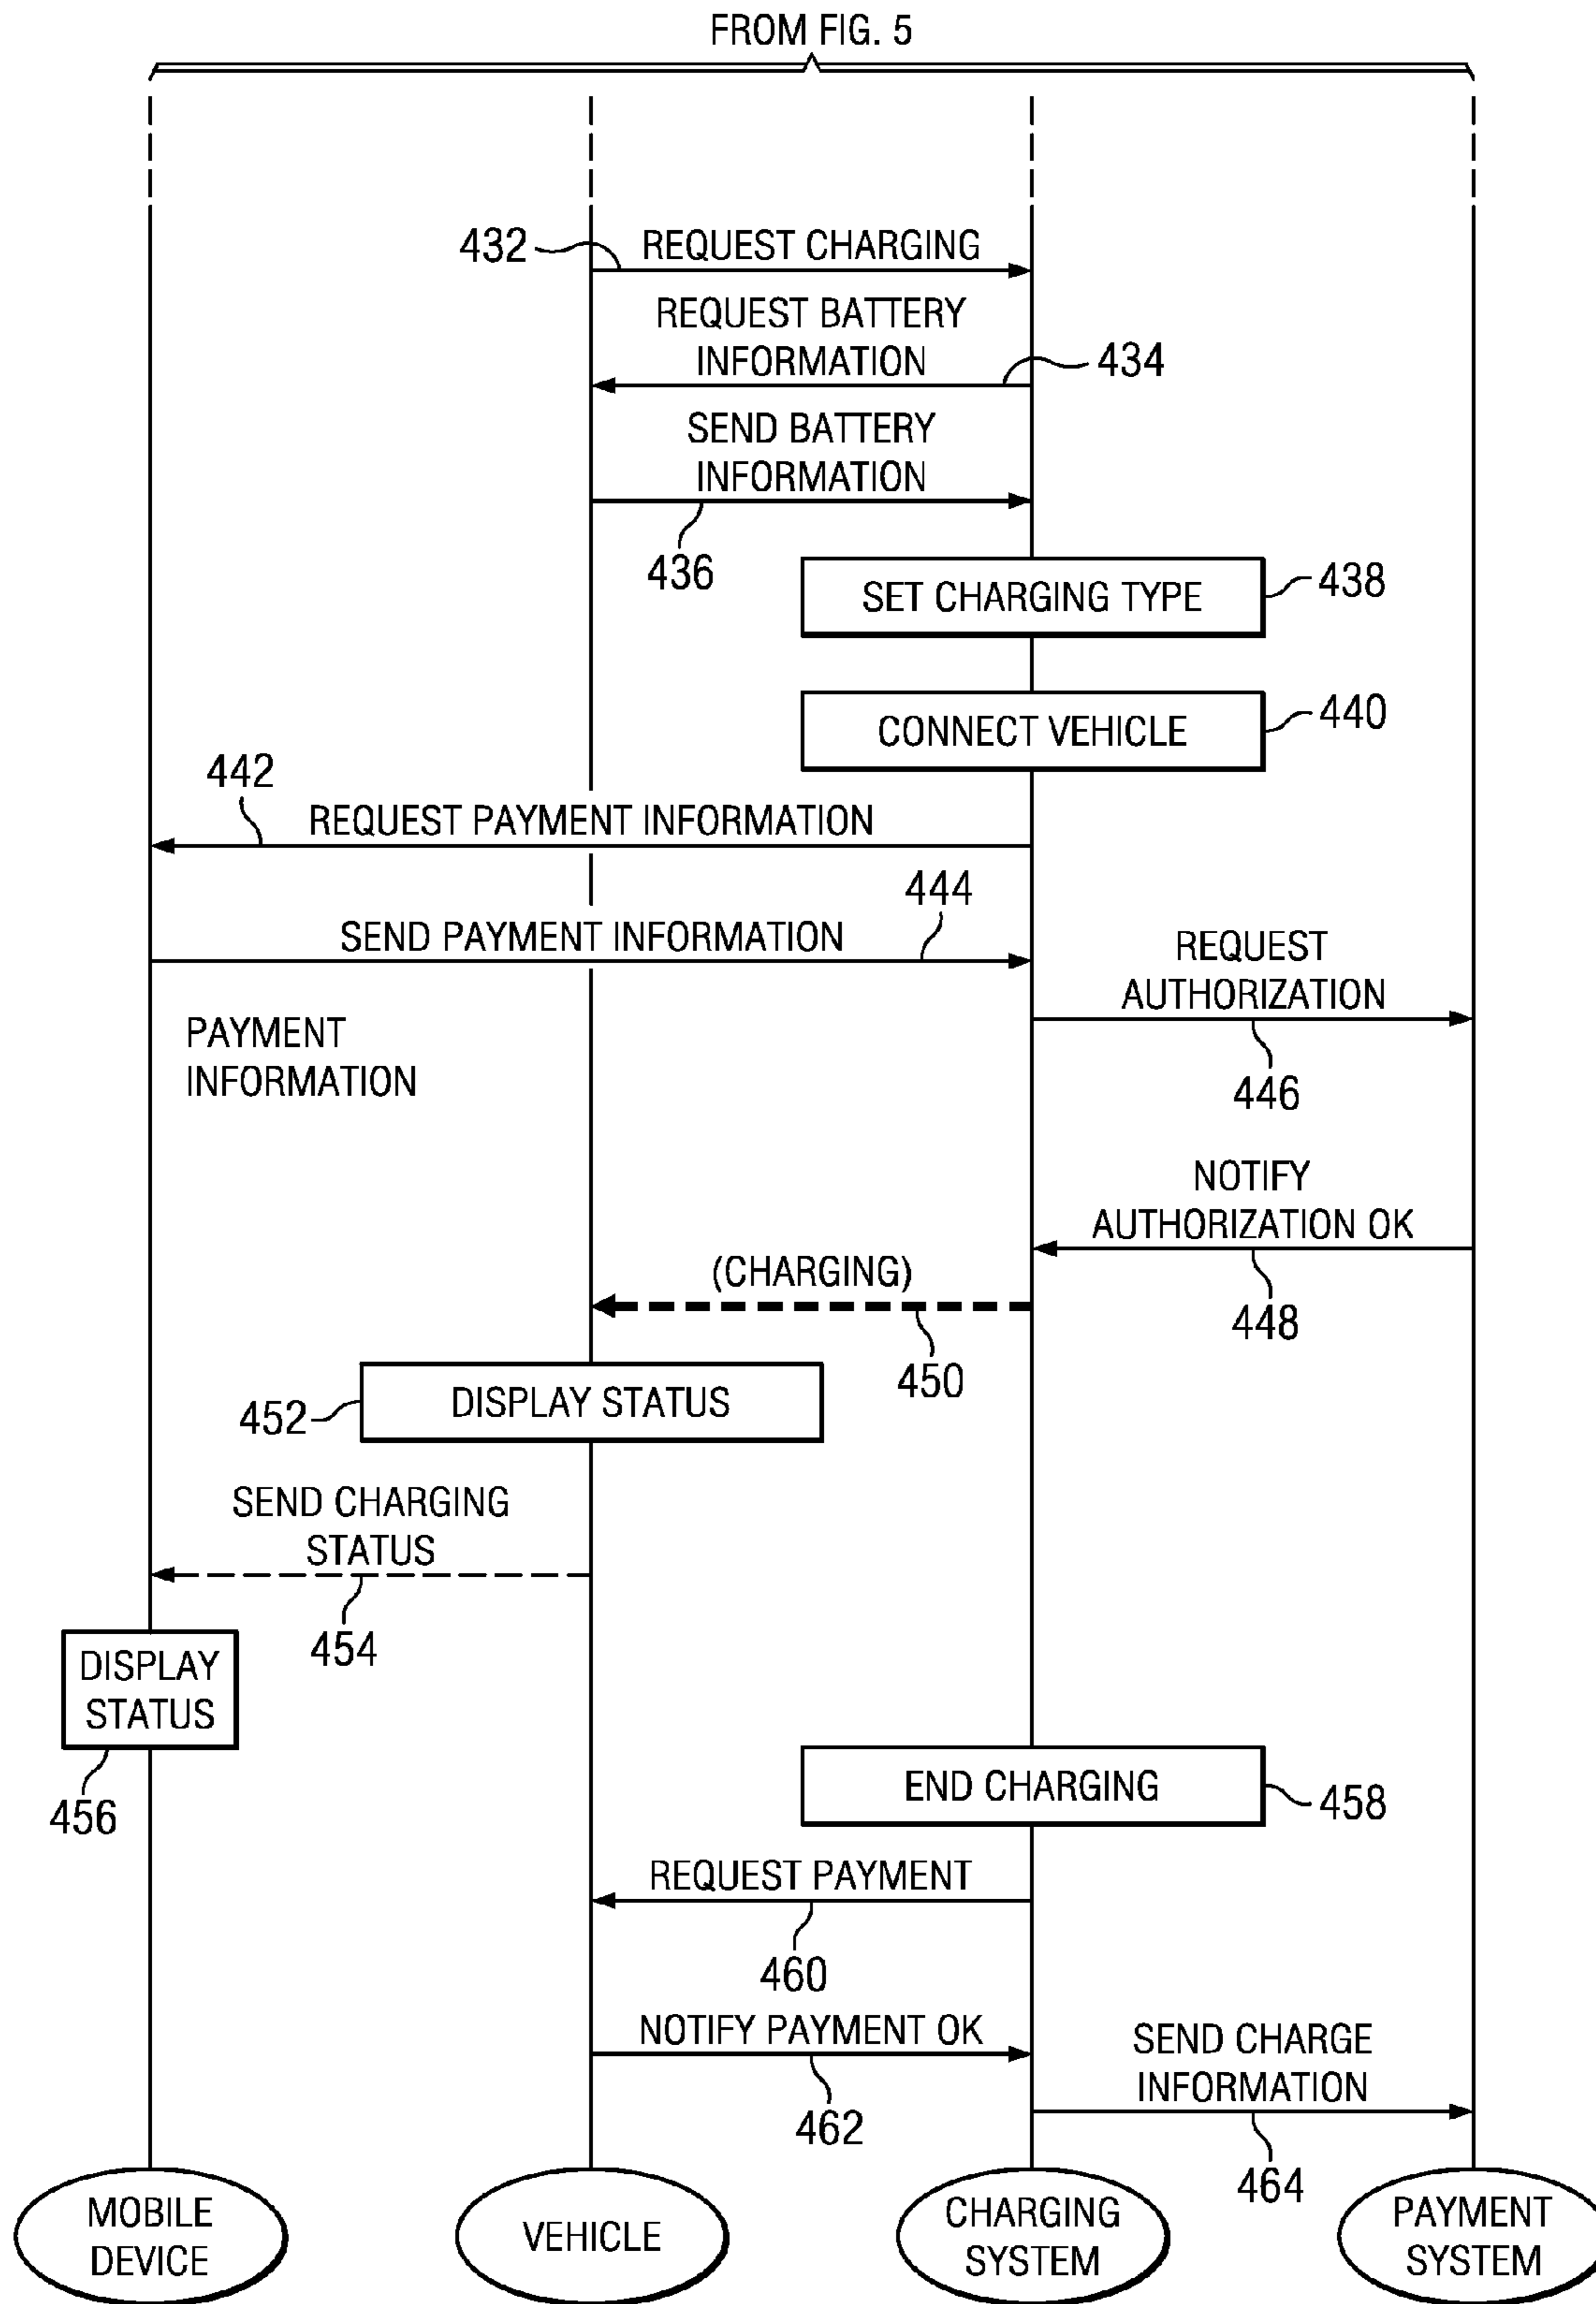 FROM FIG. 5
432
REQUEST CHARGING
REQUEST BATTERY
INFORMATION
434
SEND BATTERY
INFORMATION
436
SET CHARGING TYPE
438
CONNECT VEHICLE
440
442
REQUEST PAYMENT INFORMATION
444
SEND PAYMENT INFORMATION
REQUEST
AUTHORIZATION
446
PAYMENT
INFORMATION
NOTIFY
AUTHORIZATION OK
448
(CHARGING)
450
DISPLAY STATUS
452
SEND CHARGING
STATUS
454
DISPLAY
STATUS
456
END CHARGING
458
REQUEST PAYMENT
460
NOTIFY PAYMENT OK
462
SEND CHARGE
INFORMATION
464
MOBILE
DEVICE
VEHICLE
CHARGING
SYSTEM
PAYMENT
SYSTEM